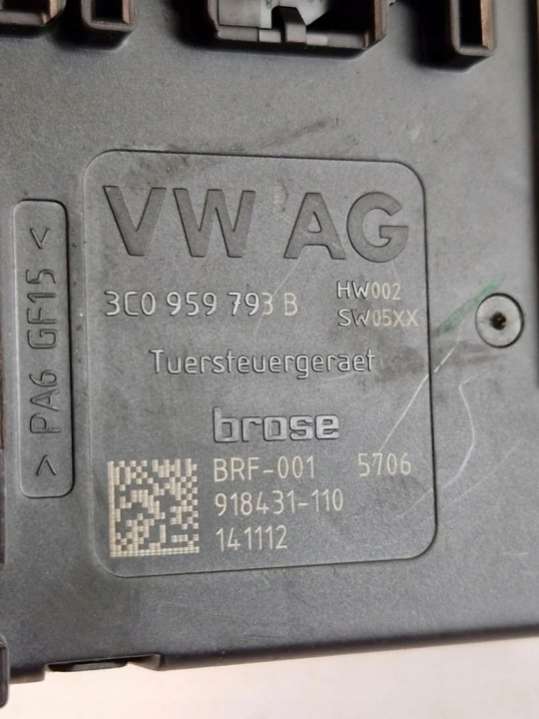 VW AG
3C0 959 793 B
HW002
SW05XX
Tuersteuergeraet
brose
BRF-001 5706
918431-110
141112
> PA6 GF15 <